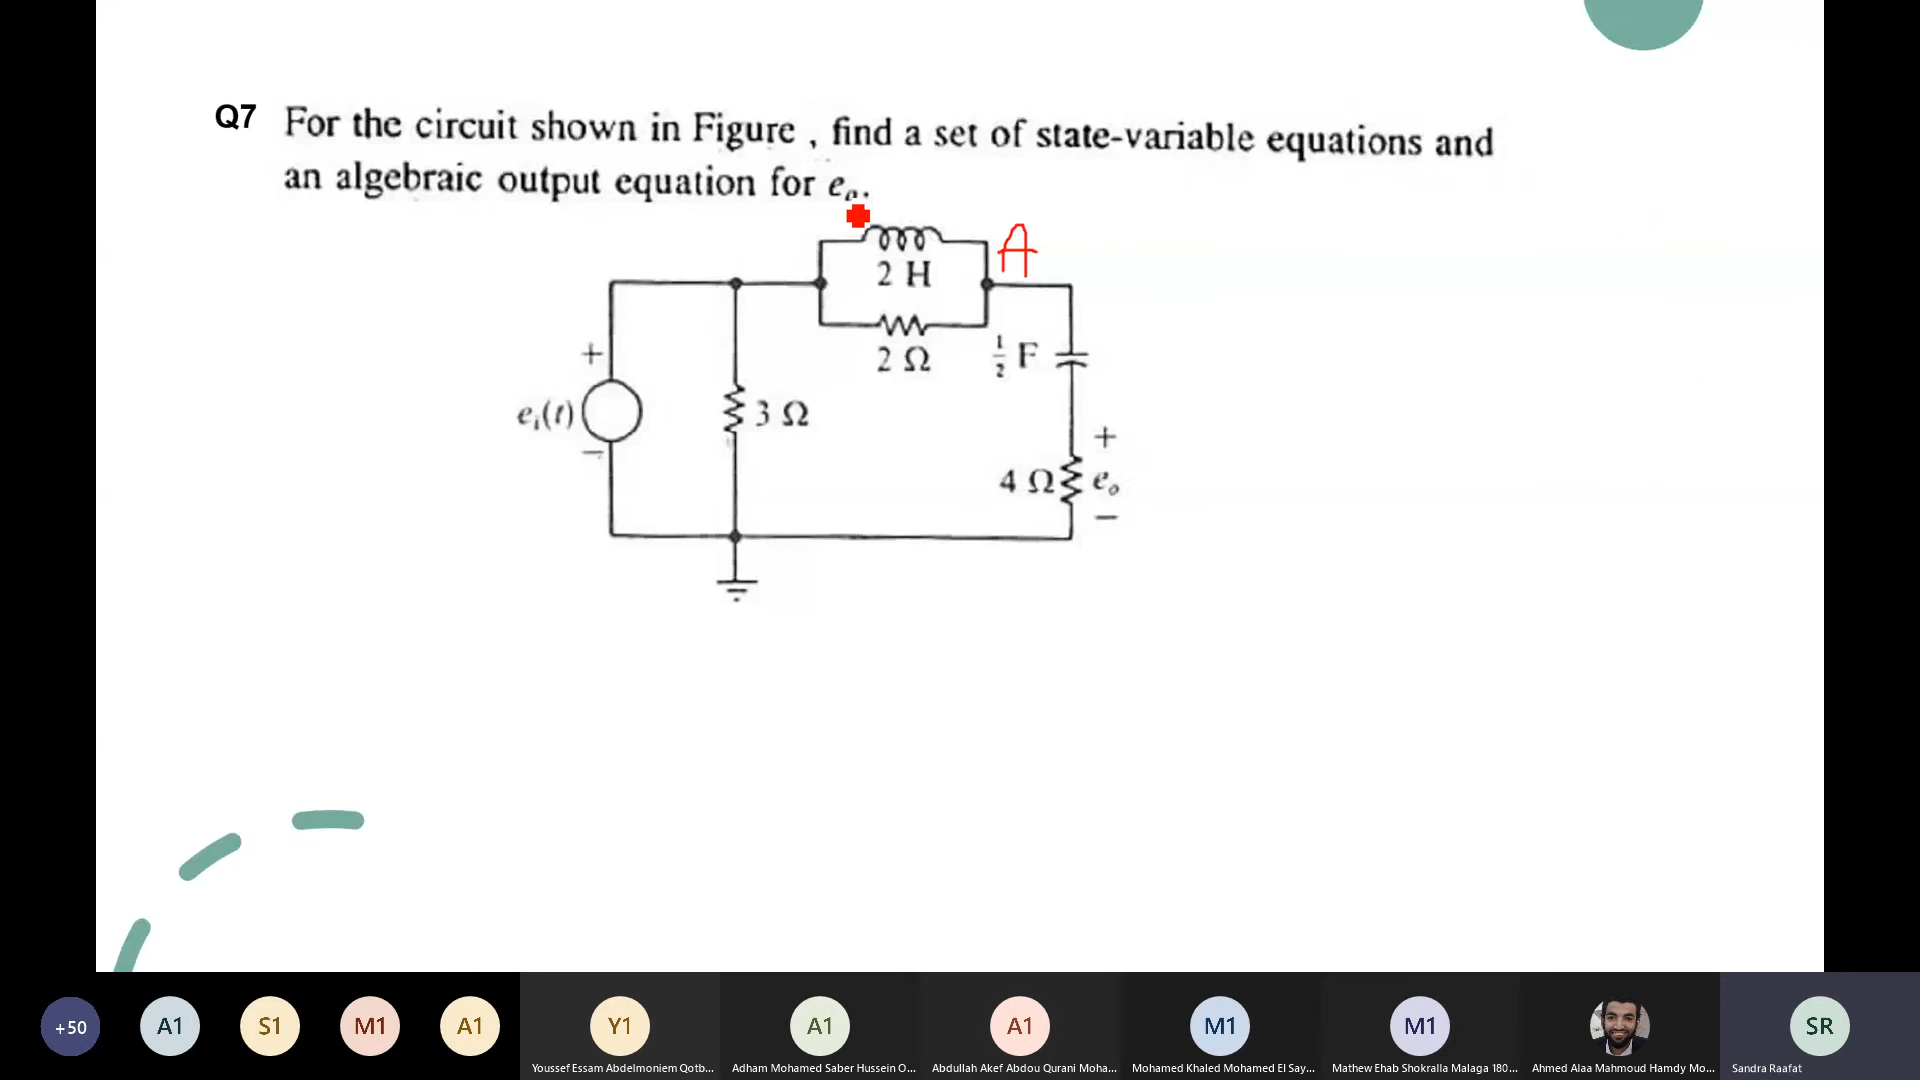 Q7 For the circuit shown in Figure , find a set of state-variable equations and
an algebraic output equation for eₒ.
A
2 H
2 Ω
½ F
+
eᵢ(t)
−
3 Ω
+
4 Ω
eₒ
−
+50
A1
S1
M1
A1
Y1
A1
A1
M1
M1
SR
Youssef Essam Abdelmoniem Qotb...
Adham Mohamed Saber Hussein O...
Abdullah Akef Abdou Qurani Moha...
Mohamed Khaled Mohamed El Say...
Mathew Ehab Shokralla Malaga 180...
Ahmed Alaa Mahmoud Hamdy Mo...
Sandra Raafat